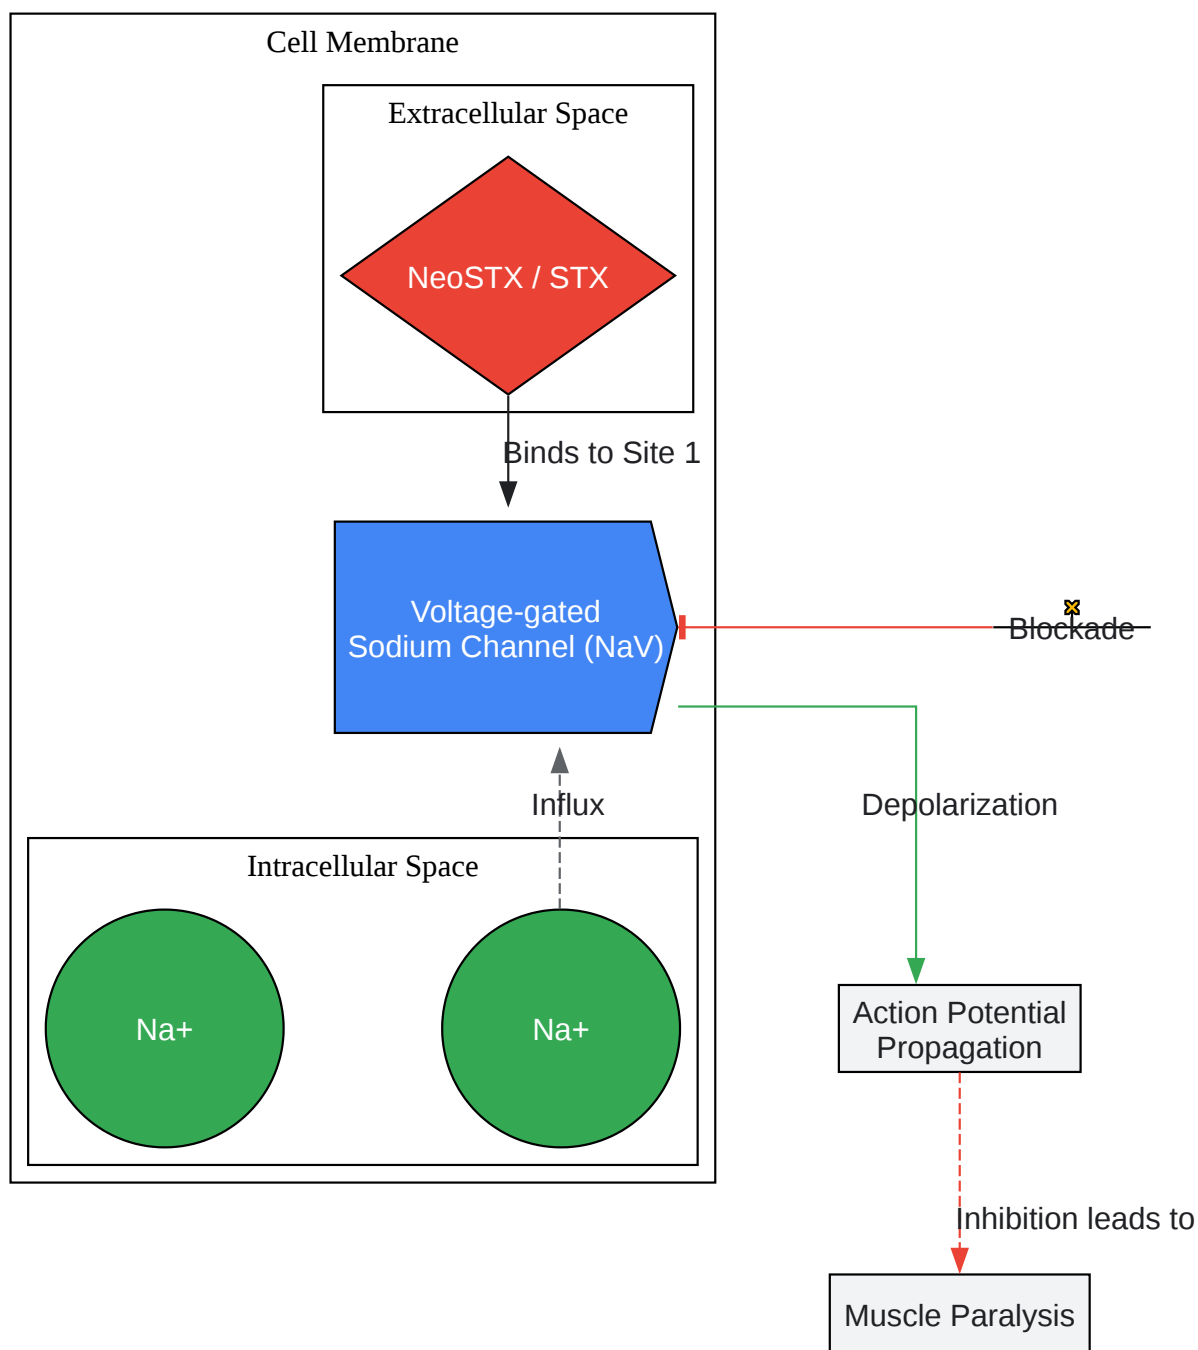 Cell Membrane
Extracellular Space
NeoSTX / STX
Binds to Site 1
Voltage-gated
Sodium Channel (NaV)
Blockade
Influx
Depolarization
Intracellular Space
Na+
Na+
Action Potential
Propagation
Inhibition leads to
Muscle Paralysis